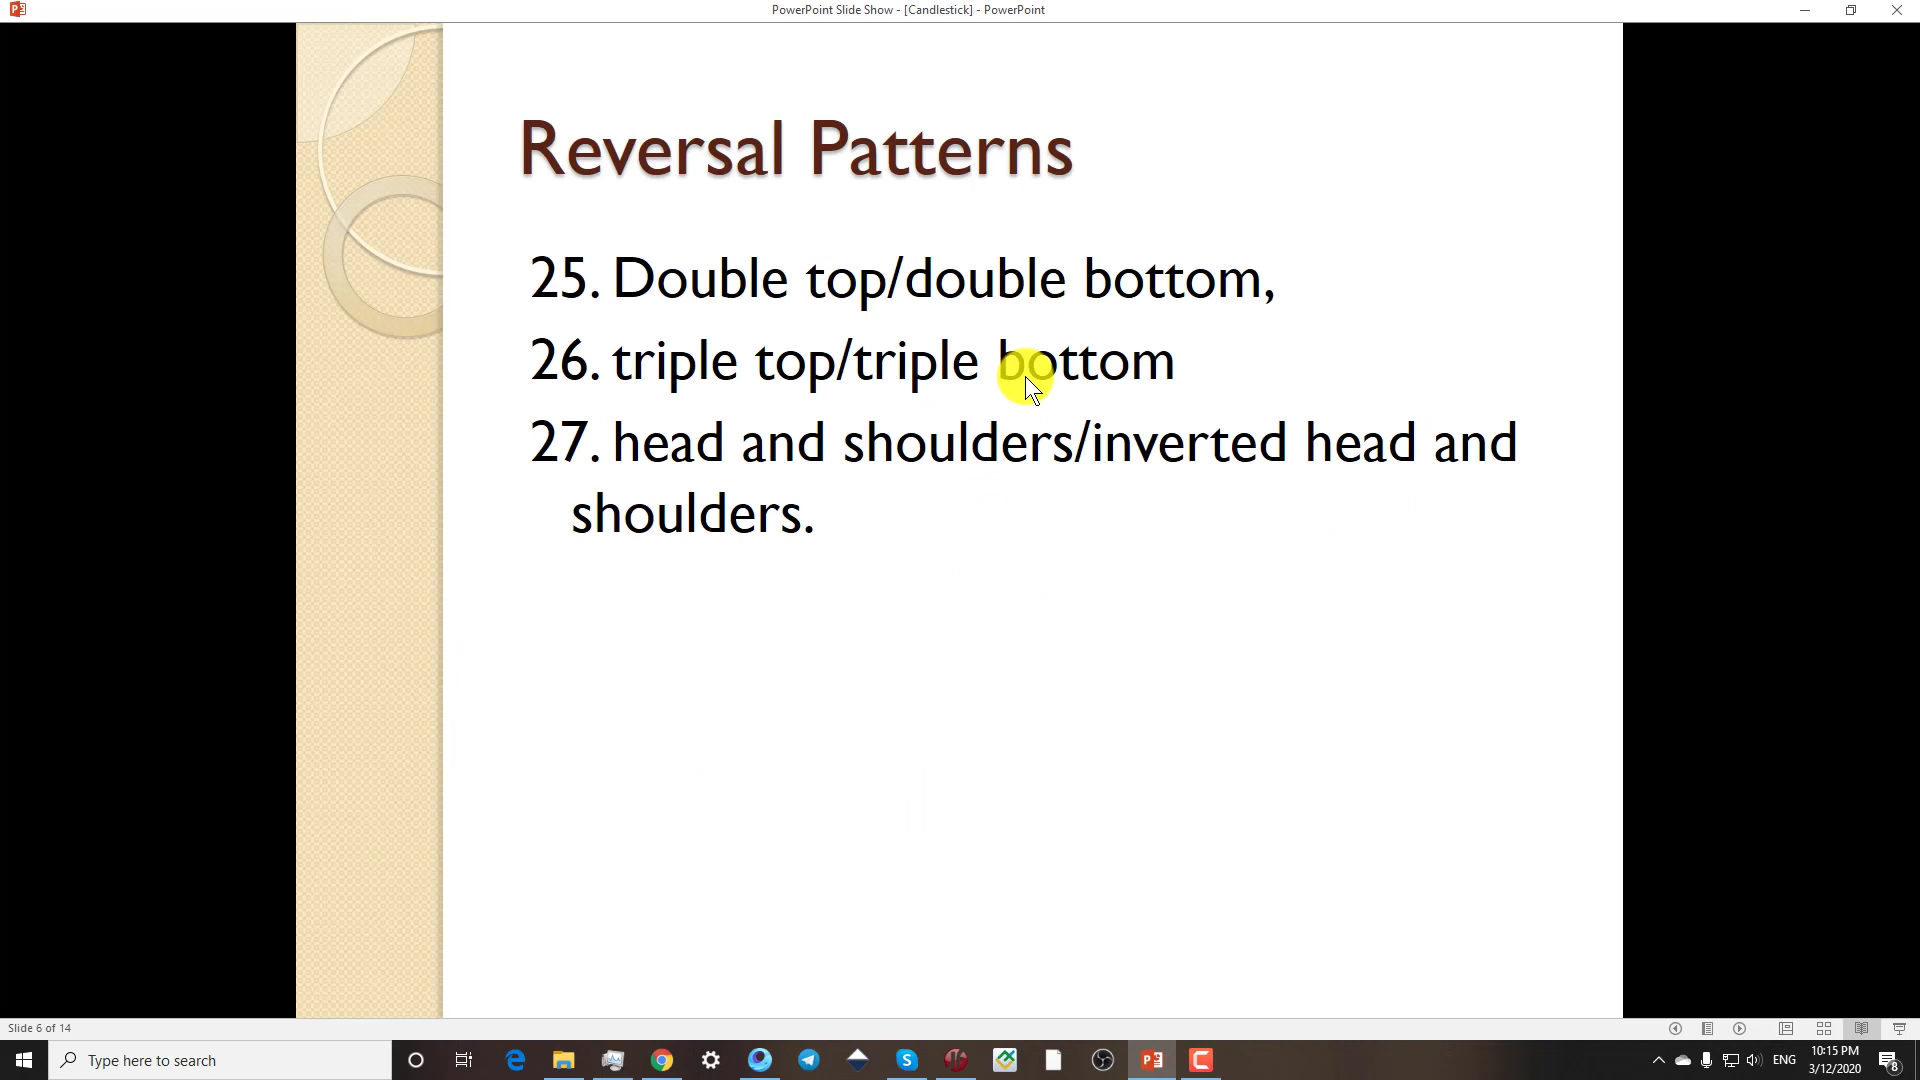 PowerPoint Slide Show - [Candlestick] - PowerPoint
Reversal Patterns
25. Double top/double bottom,
26. triple top/triple bottom
27. head and shoulders/inverted head and
shoulders.
Slide 6 of 14
Type here to search
ENG
10:15 PM
3/12/2020
8